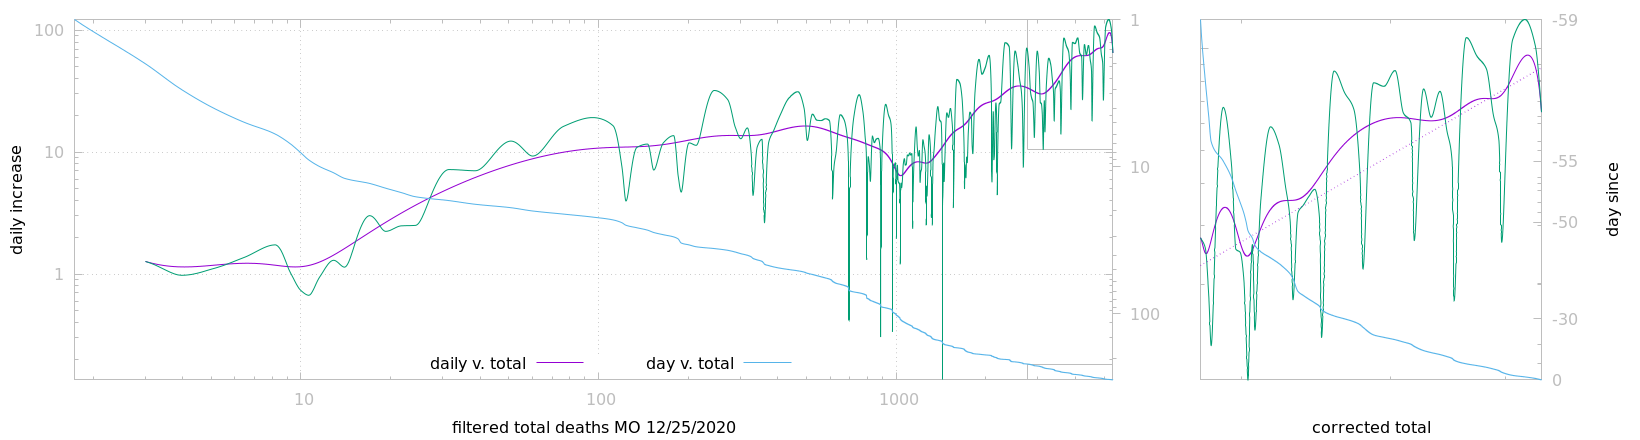 100
10
1
daily increase
daily v. total
day v. total
10
100
1000
filtered total deaths MO 12/25/2020
1
10
100
-59
-55
-50
-30
0
day since
corrected total